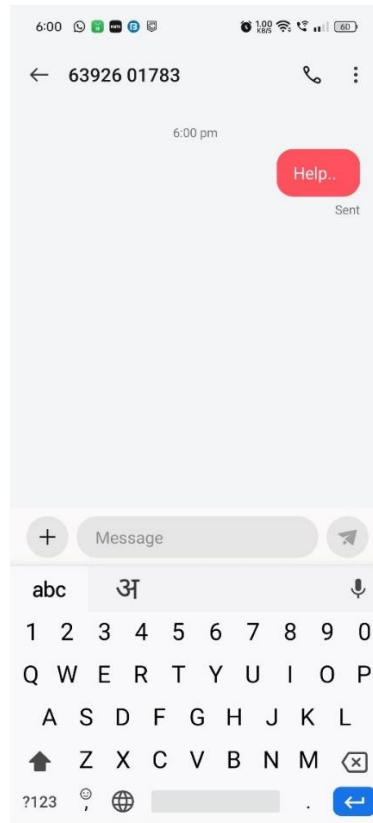 6:00 1.00 KB/S 60
63926 01783
6:00 pm
Help..
Sent
Message
abc अ
1 2 3 4 5 6 7 8 9 0
Q W E R T Y U I O P
A S D F G H J K L
Z X C V B N M
?123 , .